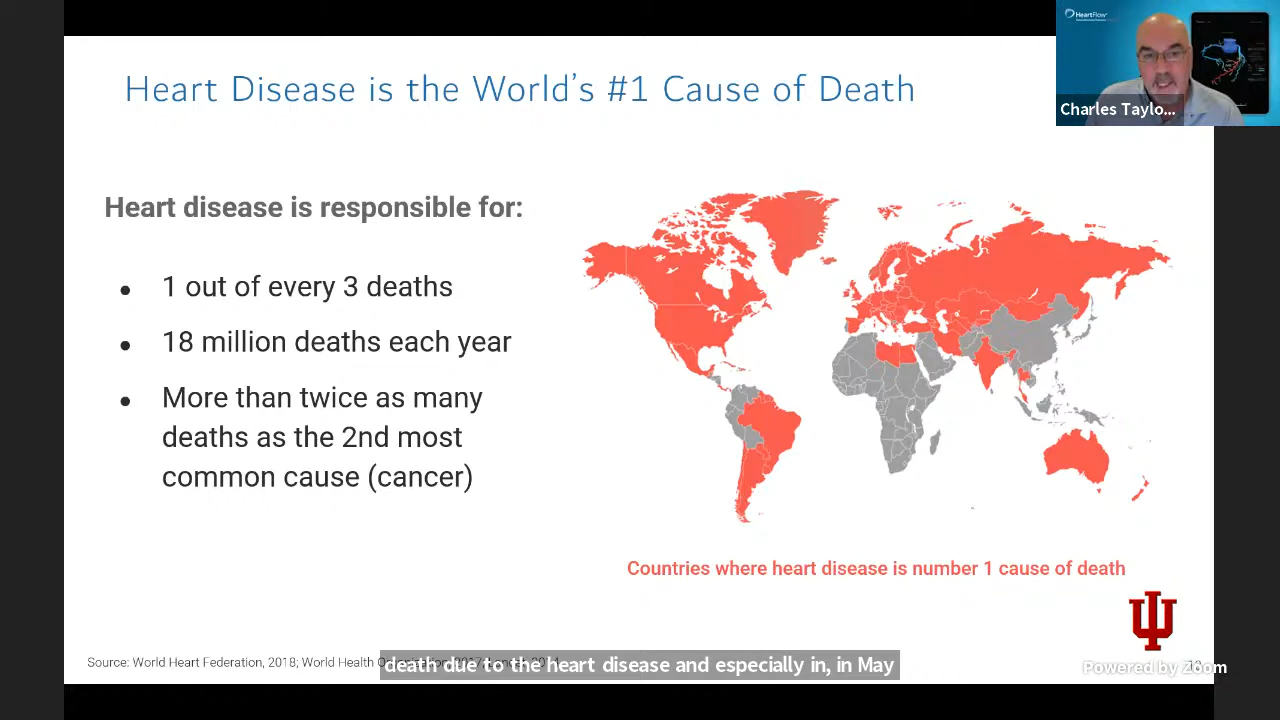 Heart Disease is the World's #1 Cause of Death
HeartFlow
Charles Taylo...
Heart disease is responsible for:
1 out of every 3 deaths
18 million deaths each year
More than twice as many
deaths as the 2nd most
common cause (cancer)
Countries where heart disease is number 1 cause of death
Source: World Heart Federation, 2018; World Health
death due to the heart disease and especially in, in May
Powered by Zoom